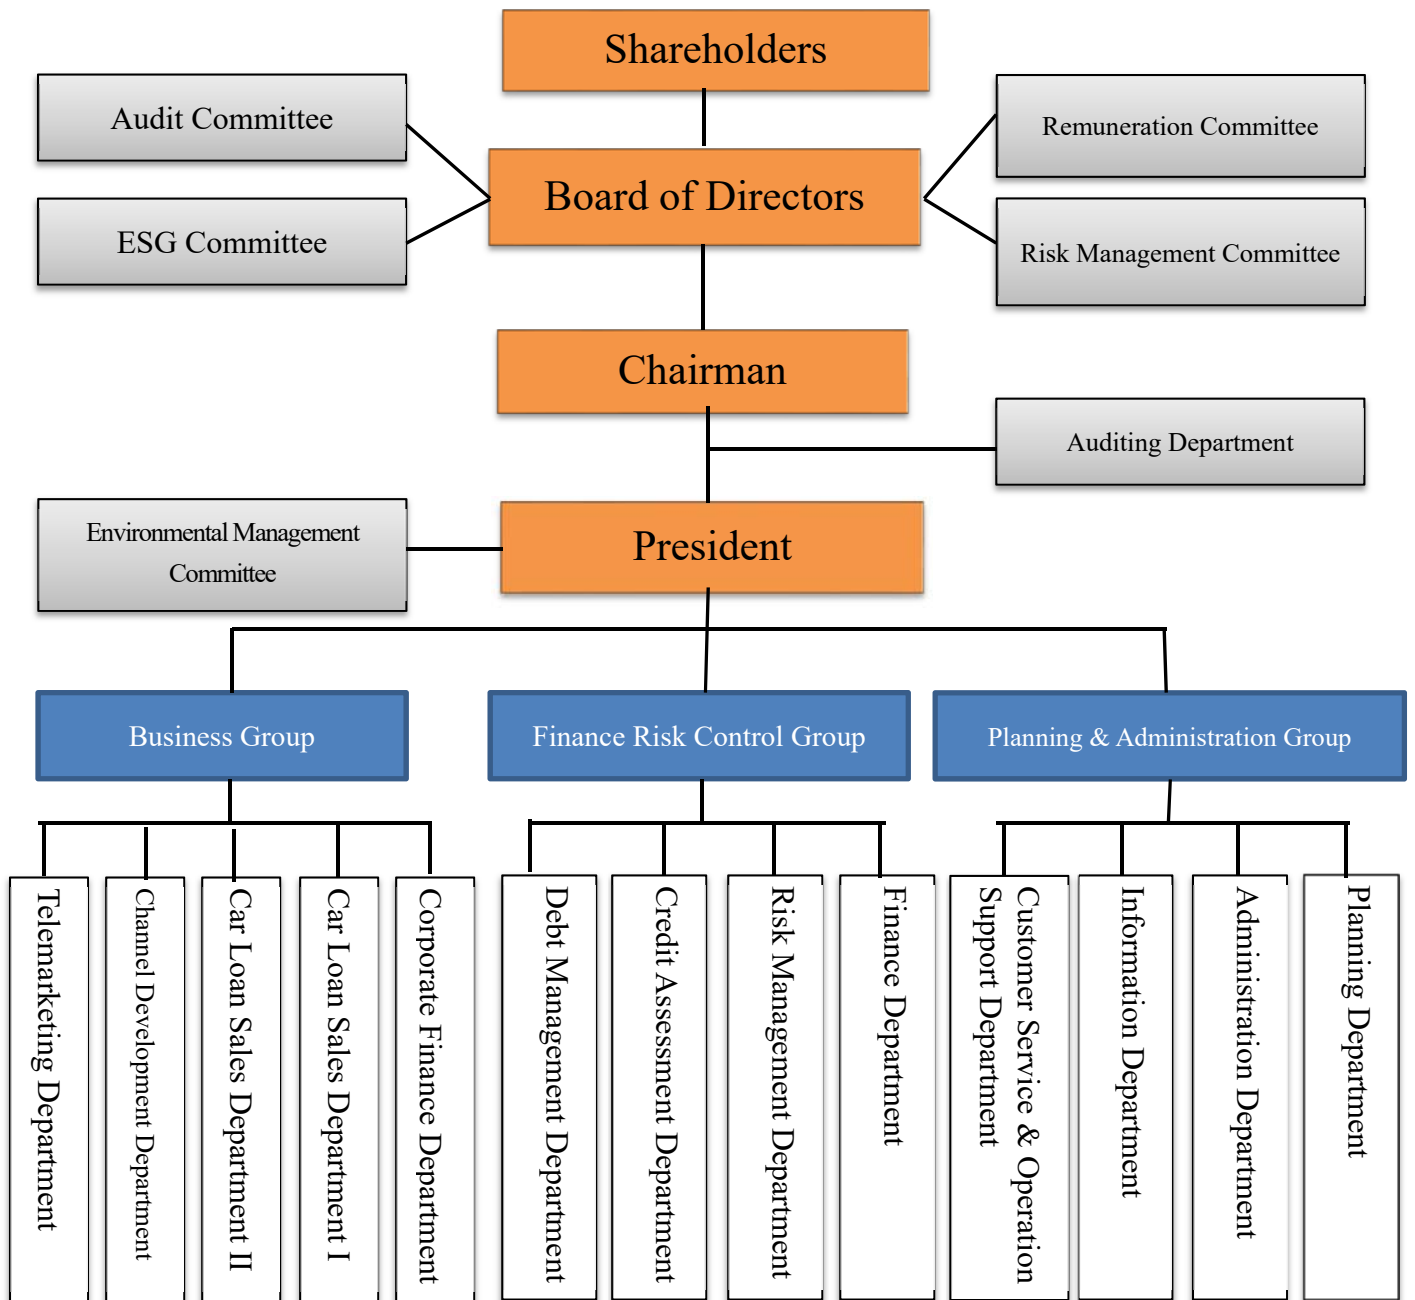 Shareholders
Audit Committee
Remuneration Committee
Board of Directors
ESG Committee
Risk Management Committee
Chairman
Auditing Department
Environmental Management
Committee
President
Business Group
Finance Risk Control Group
Planning & Administration Group
Telemarketing Department
Channel Development Department
Car Loan Sales Department II
Car Loan Sales Department I
Corporate Finance Department
Debt Management Department
Credit Assessment Department
Risk Management Department
Finance Department
Customer Service & Operation
Support Department
Information Department
Administration Department
Planning Department